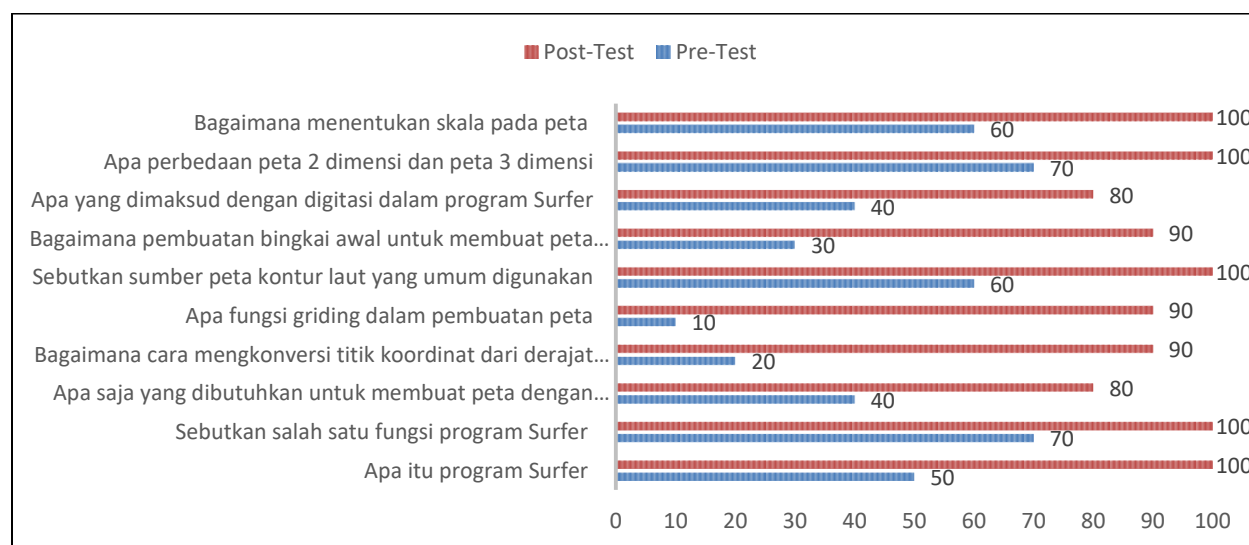 Post-Test Pre-Test
Bagaimana menentukan skala pada peta
100
60
Apa perbedaan peta 2 dimensi dan peta 3 dimensi
100
70
Apa yang dimaksud dengan digitasi dalam program Surfer
80
40
Bagaimana pembuatan bingkai awal untuk membuat peta...
90
30
Sebutkan sumber peta kontur laut yang umum digunakan
100
60
Apa fungsi griding dalam pembuatan peta
90
10
Bagaimana cara mengkonversi titik koordinat dari derajat...
90
20
Apa saja yang dibutuhkan untuk membuat peta dengan...
80
40
Sebutkan salah satu fungsi program Surfer
100
70
Apa itu program Surfer
100
50
0 10 20 30 40 50 60 70 80 90 100